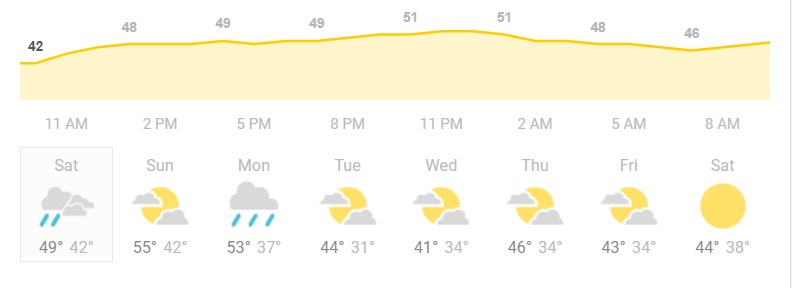 42 48 49 49 51 51 48 46
11 AM 2 PM 5 PM 8 PM 11 PM 2 AM 5 AM 8 AM
Sat Sun Mon Tue Wed Thu Fri Sat
49° 42° 55° 42° 53° 37° 44° 31° 41° 34° 46° 34° 43° 34° 44° 38°